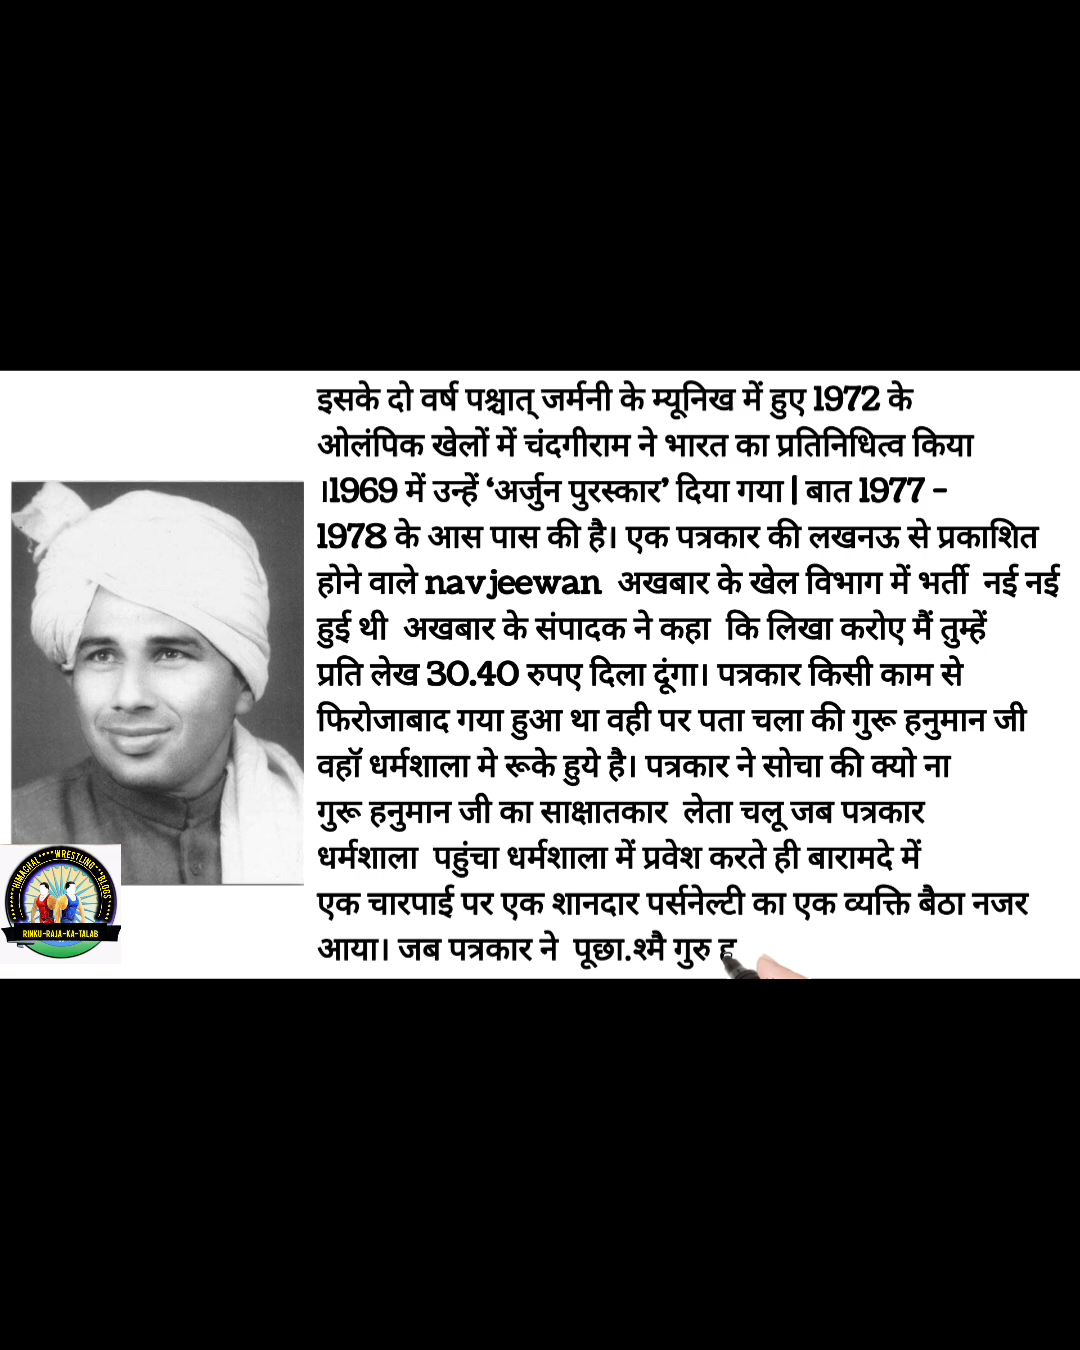 इसके दो वर्ष पश्चात् जर्मनी के म्यूनिख में हुए 1972 के
ओलंपिक खेलों में चंदगीराम ने भारत का प्रतिनिधित्व किया
।1969 में उन्हें ‘अर्जुन पुरस्कार’ दिया गया | बात 1977 -
1978 के आस पास की है। एक पत्रकार की लखनऊ से प्रकाशित
होने वाले navjeewan अखबार के खेल विभाग में भर्ती नई नई
हुई थी अखबार के संपादक ने कहा कि लिखा करोए मैं तुम्हें
प्रति लेख 30.40 रुपए दिला दूंगा। पत्रकार किसी काम से
फिरोजाबाद गया हुआ था वही पर पता चला की गुरू हनुमान जी
वहॉ धर्मशाला मे रूके हुये है। पत्रकार ने सोचा की क्यो ना
गुरू हनुमान जी का साक्षातकार लेता चलू जब पत्रकार
धर्मशाला पहुंचा धर्मशाला में प्रवेश करते ही बारामदे में
एक चारपाई पर एक शानदार पर्सनेल्टी का एक व्यक्ति बैठा नजर
आया। जब पत्रकार ने पूछा.श्मै गुरु ह
HIMACHAL****WRESTLING**BLOGS
RINKU-RAJA-KA-TALAB